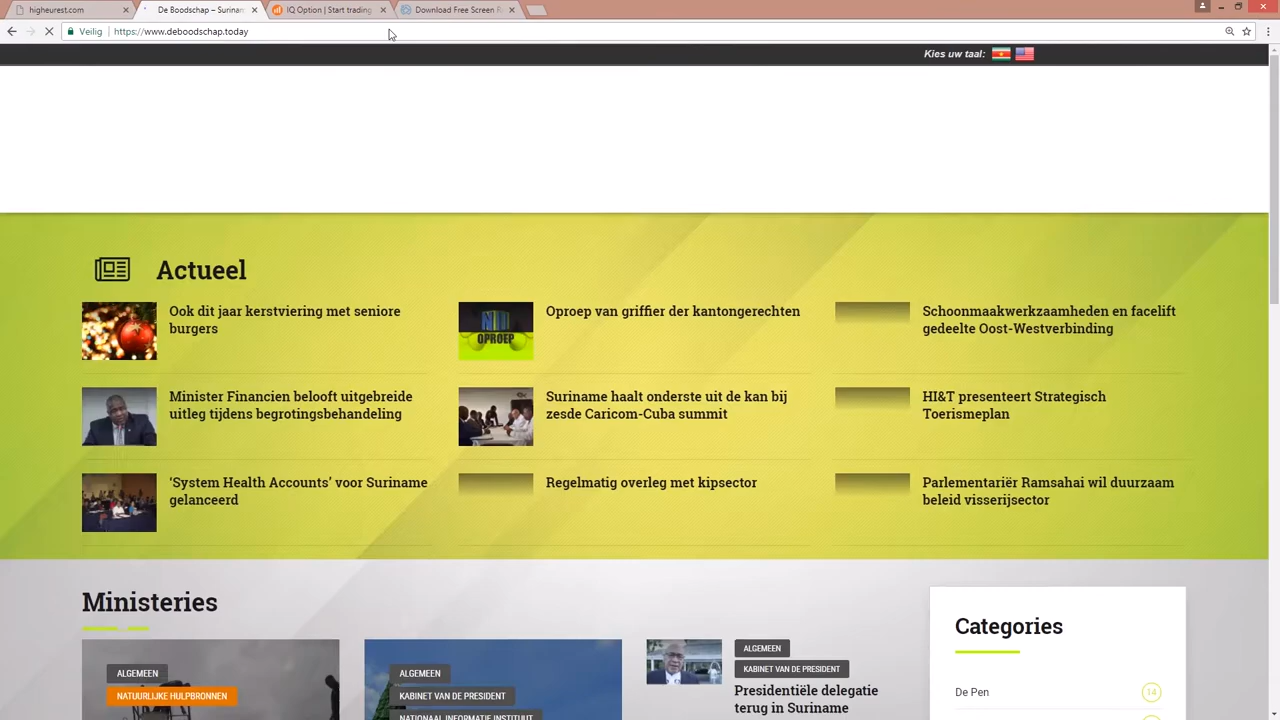 higheurest.com
De Boodschap – Surinam
IQ Option | Start trading
Download Free Screen R
Veilig
https://www.deboodschap.today
Kies uw taal:
Actueel
Ook dit jaar kerstviering met seniore
burgers
Oproep van griffier der kantongerechten
Schoonmaakwerkzaamheden en facelift
gedeelte Oost-Westverbinding
OPROEP
Minister Financien belooft uitgebreide
uitleg tijdens begrotingsbehandeling
Suriname haalt onderste uit de kan bij
zesde Caricom-Cuba summit
HI&T presenteert Strategisch
Toerismeplan
‘System Health Accounts’ voor Suriname
gelanceerd
Regelmatig overleg met kipsector
Parlementariër Ramsahai wil duurzaam
beleid visserijsector
Ministeries
ALGEMEEN
NATUURLIJKE HULPBRONNEN
ALGEMEEN
KABINET VAN DE PRESIDENT
NATIONAAL INFORMATIE INSTITUUT
ALGEMEEN
KABINET VAN DE PRESIDENT
Presidentiële delegatie
terug in Suriname
Categories
De Pen
14